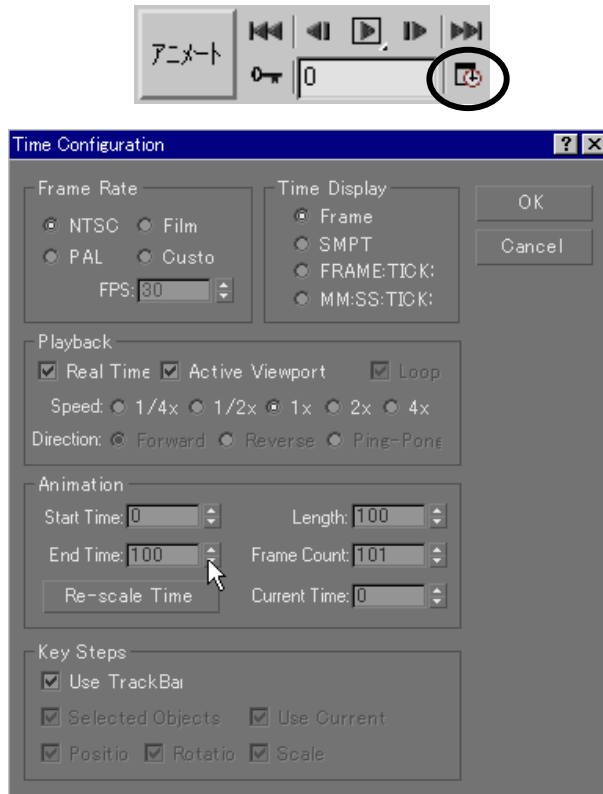 アニメート
0
Time Configuration
Frame Rate
NTSC Film
PAL Custo
FPS: 30
Time Display
Frame
SMPT
FRAME:TICK:
MM:SS:TICK:
OK
Cancel
Playback
Real Time Active Viewport Loop
Speed: 1/4x 1/2x 1x 2x 4x
Direction: Forward Reverse Ping-Pong
Animation
Start Time: 0 Length: 100
End Time: 100 Frame Count: 101
Re-scale Time Current Time: 0
Key Steps
Use TrackBar
Selected Objects Use Current
Positio Rotatio Scale